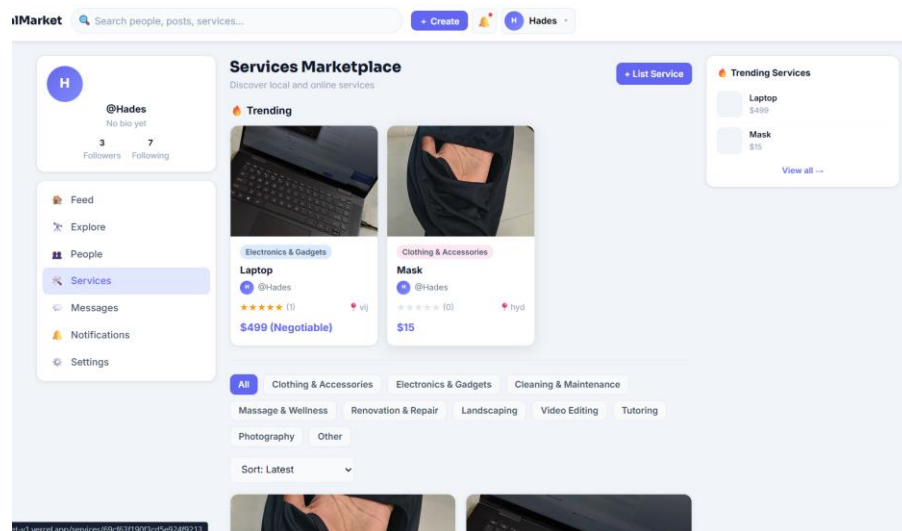 lMarket
Search people, posts, services...
+ Create
H
Hades
H
@Hades
No bio yet
3 7
Followers Following
Feed
Explore
People
Services
Messages
Notifications
Settings
Services Marketplace
Discover local and online services
+ List Service
Trending
Electronics & Gadgets
Laptop
H @Hades
(1) vij
$499 (Negotiable)
Clothing & Accessories
Mask
H @Hades
(0) hyd
$15
All Clothing & Accessories Electronics & Gadgets Cleaning & Maintenance
Massage & Wellness Renovation & Repair Landscaping Video Editing Tutoring
Photography Other
Sort: Latest
Trending Services
Laptop
$499
Mask
$15
View all →